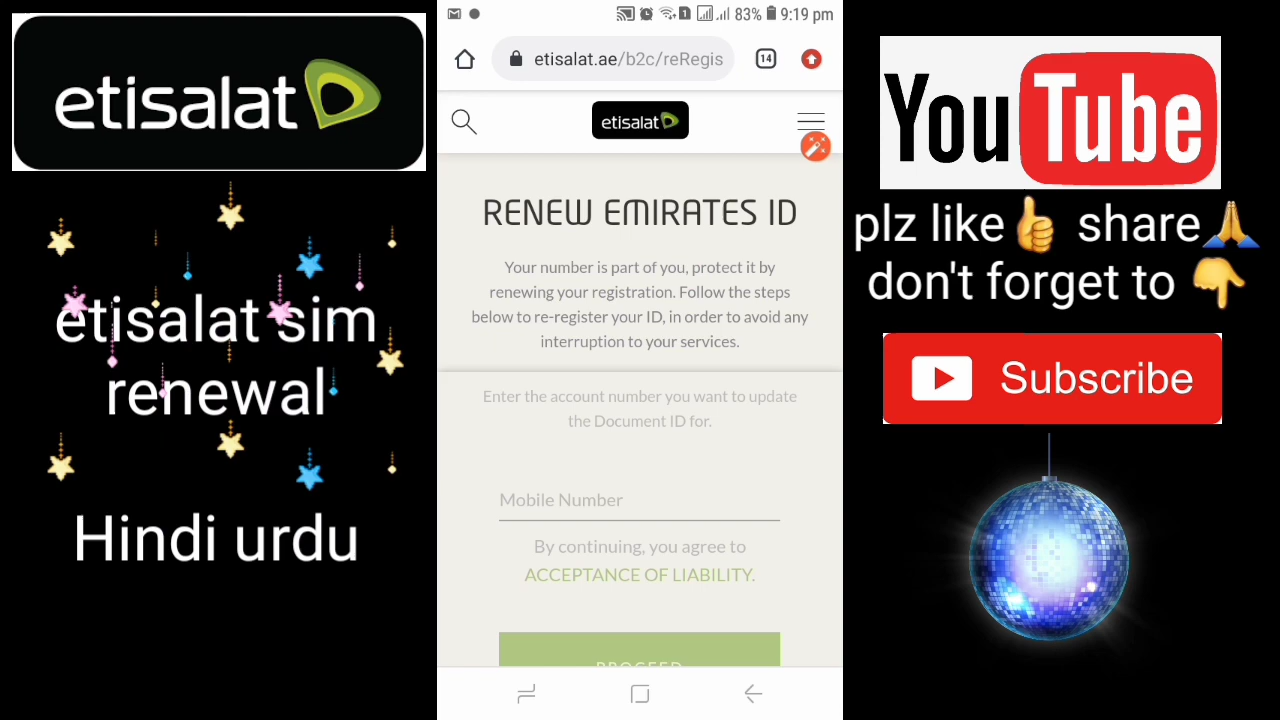 etisalat
etisalat sim
renewal
Hindi urdu
1
83%
9:19 pm
etisalat.ae/b2c/reRegis
14
etisalat
RENEW EMIRATES ID
Your number is part of you, protect it by
renewing your registration. Follow the steps
below to re-register your ID, in order to avoid any
interruption to your services.
Enter the account number you want to update
the Document ID for.
Mobile Number
By continuing, you agree to
ACCEPTANCE OF LIABILITY.
PROCEED
YouTube
plz like👍 share🙏
don't forget to 👇
Subscribe